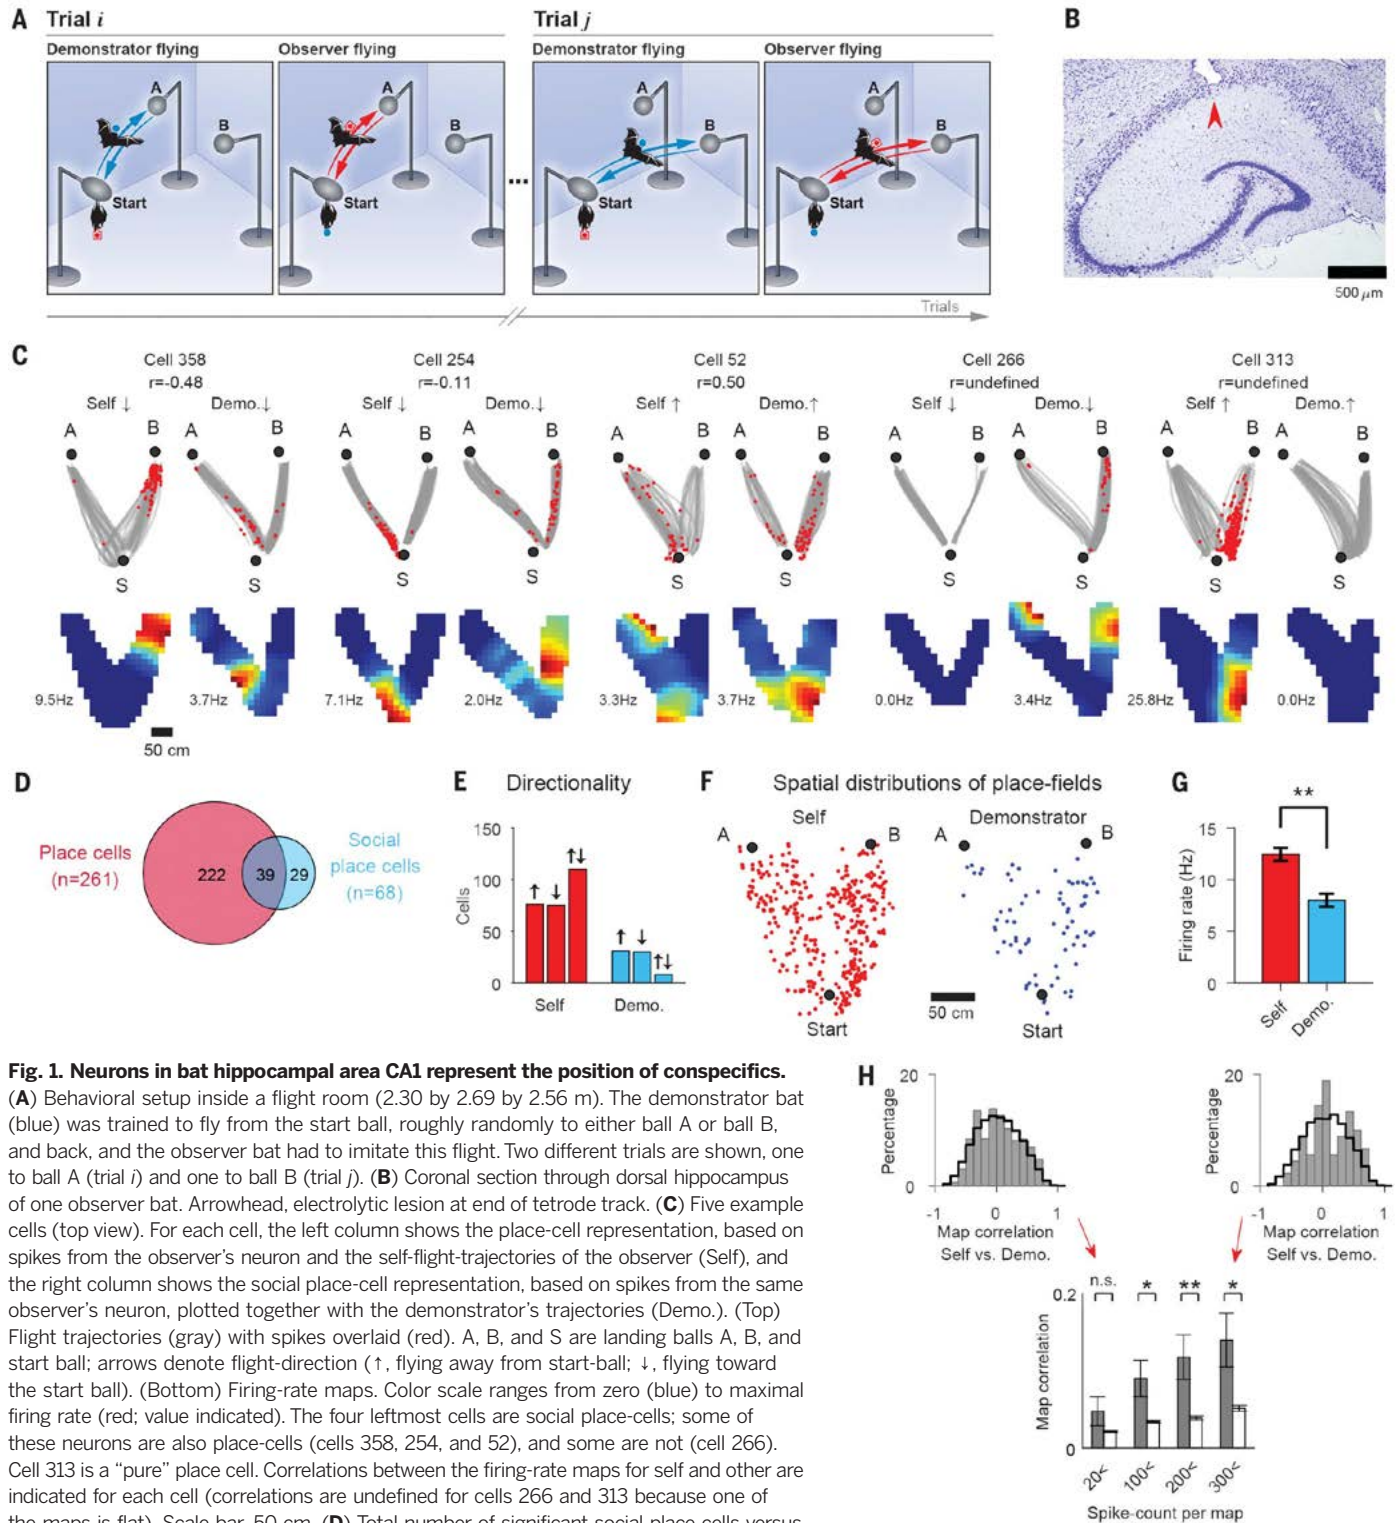 A
Trial i
Trial j
Demonstrator flying
Observer flying
Demonstrator flying
Observer flying
A
B
Start
A
B
Start
...
A
B
Start
A
B
Start
Trials
B
500 μm
C
Cell 358
r=-0.48
Self ↓
Demo.↓
A
B
A
B
S
S
9.5Hz
3.7Hz
50 cm
Cell 254
r=-0.11
Self ↓
Demo.↓
A
B
A
B
S
S
7.1Hz
2.0Hz
Cell 52
r=0.50
Self ↑
Demo.↑
A
B
A
B
S
S
3.3Hz
3.7Hz
Cell 266
r=undefined
Self ↓
Demo.↓
A
B
A
B
S
S
0.0Hz
3.4Hz
Cell 313
r=undefined
Self ↑
Demo.↑
A
B
A
B
S
S
25.8Hz
0.0Hz
D
Place cells
(n=261)
222
39
29
Social
place cells
(n=68)
E
Directionality
150
100
50
0
Cells
↑
↓
↑↓
↑
↓
↑↓
Self
Demo.
F
Spatial distributions of place-fields
Self
Demonstrator
A
B
A
B
Start
50 cm
Start
G
**
15
10
5
0
Firing rate (Hz)
Self
Demo.
Fig. 1. Neurons in bat hippocampal area CA1 represent the position of conspecifics.
(A) Behavioral setup inside a flight room (2.30 by 2.69 by 2.56 m). The demonstrator bat
(blue) was trained to fly from the start ball, roughly randomly to either ball A or ball B,
and back, and the observer bat had to imitate this flight. Two different trials are shown, one
to ball A (trial i) and one to ball B (trial j). (B) Coronal section through dorsal hippocampus
of one observer bat. Arrowhead, electrolytic lesion at end of tetrode track. (C) Five example
cells (top view). For each cell, the left column shows the place-cell representation, based on
spikes from the observer's neuron and the self-flight-trajectories of the observer (Self), and
the right column shows the social place-cell representation, based on spikes from the same
observer's neuron, plotted together with the demonstrator's trajectories (Demo.). (Top)
Flight trajectories (gray) with spikes overlaid (red). A, B, and S are landing balls A, B, and
start ball; arrows denote flight-direction (↑, flying away from start-ball; ↓, flying toward
the start ball). (Bottom) Firing-rate maps. Color scale ranges from zero (blue) to maximal
firing rate (red; value indicated). The four leftmost cells are social place-cells; some of
these neurons are also place-cells (cells 358, 254, and 52), and some are not (cell 266).
Cell 313 is a “pure” place cell. Correlations between the firing-rate maps for self and other are
indicated for each cell (correlations are undefined for cells 266 and 313 because one of
the maps is flat). Scale bar, 50 cm. (D) Total number of significant social place cells versus
H
20
0
Percentage
-1
0
1
Map correlation
Self vs. Demo.
20
0
Percentage
-1
0
1
Map correlation
Self vs. Demo.
0.2
0
Map correlation
n.s.
*
**
*
20<
100<
200<
300<
Spike-count per map